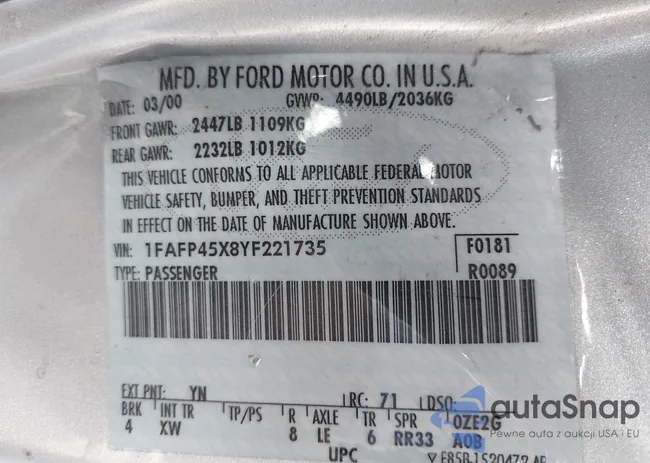 MFD. BY FORD MOTOR CO. IN U.S.A.
DATE: 03/00 GVWR: 4490LB/2036KG
FRONT GAWR: 2447LB 1109KG
REAR GAWR: 2232LB 1012KG
THIS VEHICLE CONFORMS TO ALL APPLICABLE FEDERAL MOTOR
VEHICLE SAFETY, BUMPER, AND THEFT PREVENTION STANDARDS
IN EFFECT ON THE DATE OF MANUFACTURE SHOWN ABOVE.
VIN: 1FAFP45X8YF221735 F0181
TYPE: PASSENGER R0089
EXT PNT: YN RC: 71 DSO:
BRK INT TR TP/PS R AXLE TR SPR 0ZE2G
4 XW 8 LE 6 RR33 A0B
UPC
autoSnap
Pewne auta z aukcji USA i EU